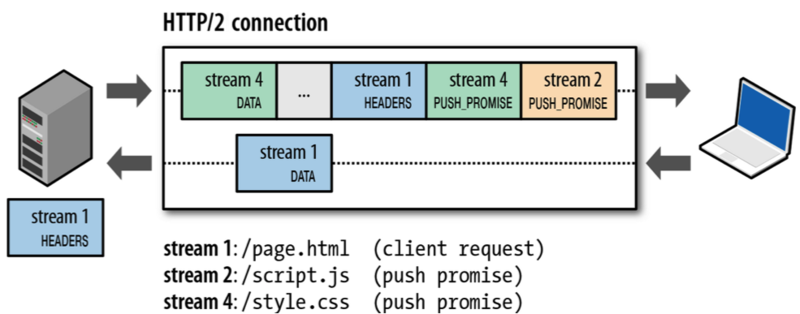 HTTP/2 connection
stream 4
DATA
...
stream 1
HEADERS
stream 4
PUSH_PROMISE
stream 2
PUSH_PROMISE
stream 1
DATA
stream 1
HEADERS
stream 1: /page.html (client request)
stream 2: /script.js (push promise)
stream 4: /style.css (push promise)